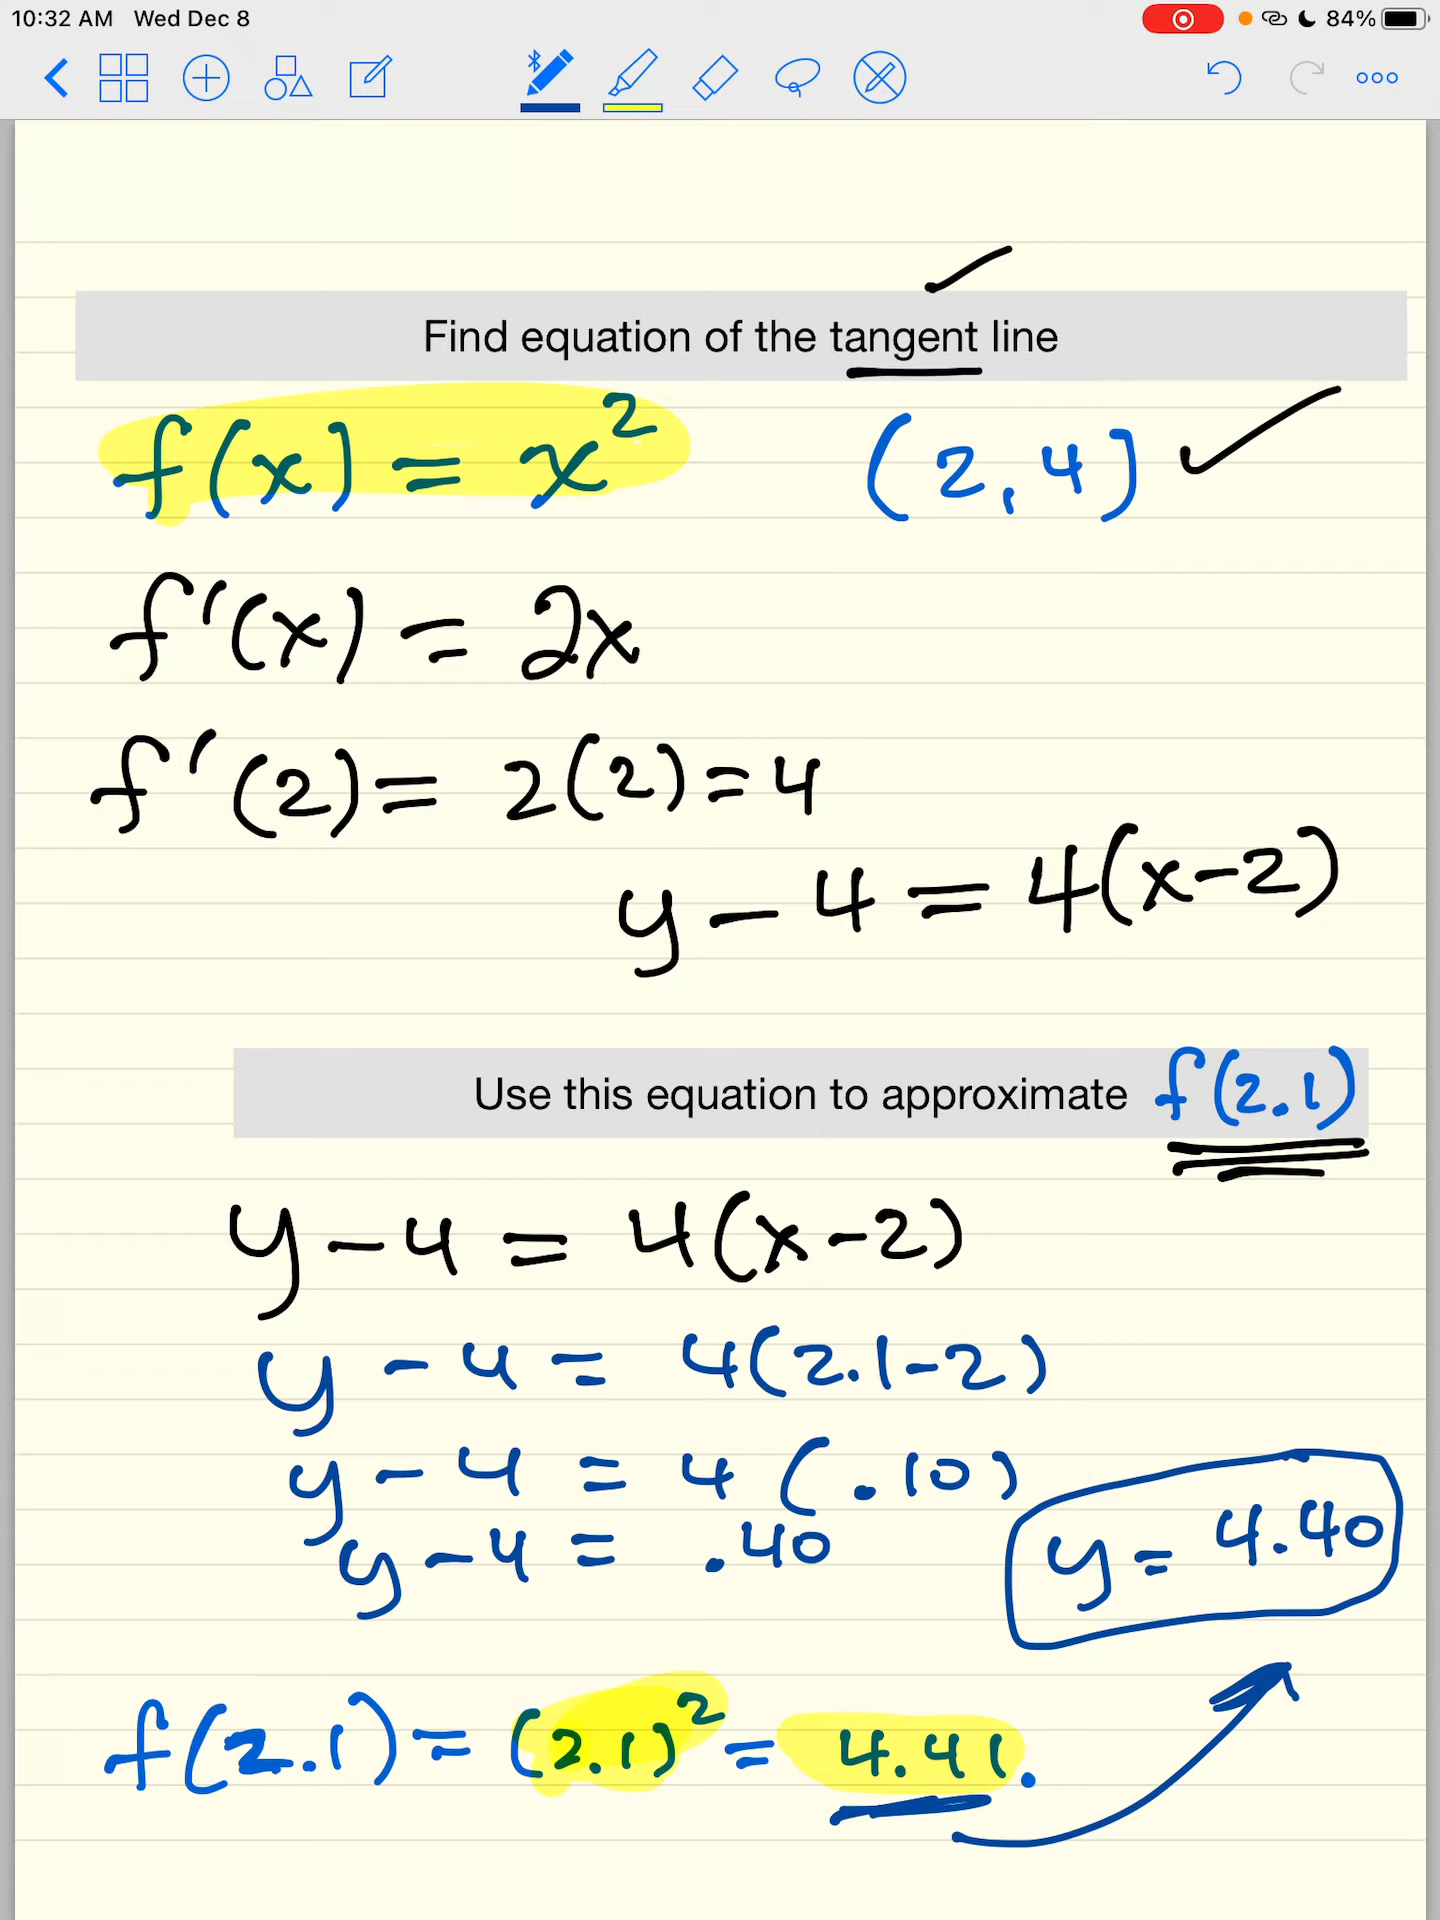 10:32 AM Wed Dec 8
84%
Find equation of the tangent line
f(x) = x² (2, 4)
f'(x) = 2x
f'(2) = 2(2) = 4
y - 4 = 4(x-2)
Use this equation to approximate f(2.1)
y - 4 = 4(x-2)
y - 4 = 4(2.1-2)
y - 4 = 4(.10)
y - 4 = .40
y = 4.40
f(2.1) = (2.1)² = 4.41.